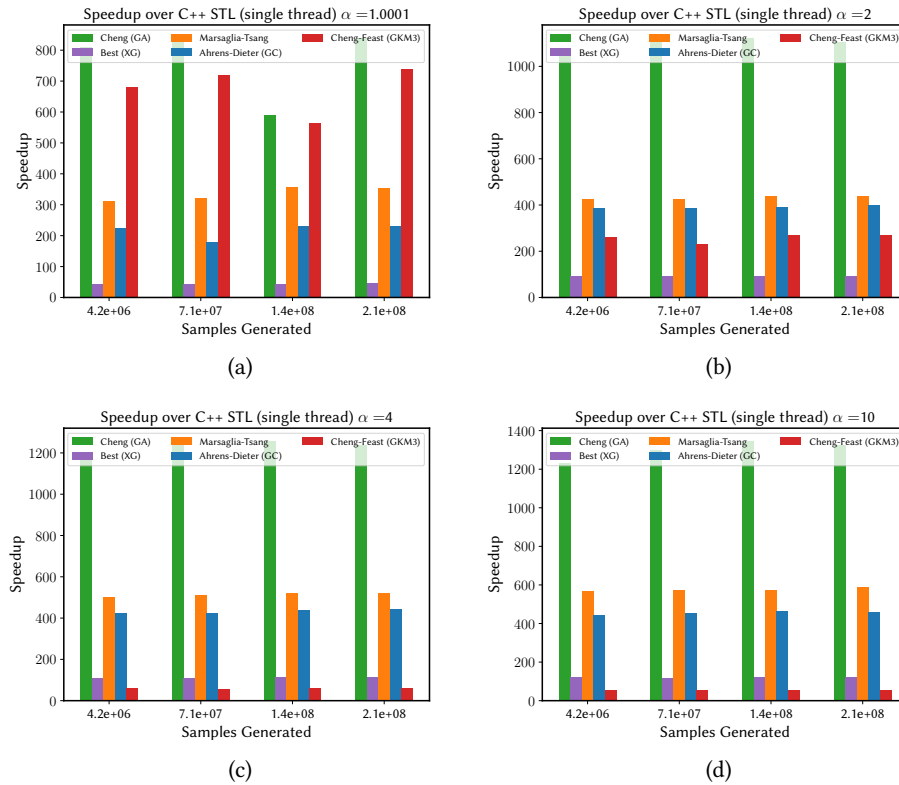 Speedup over C++ STL (single thread) α =1.0001
Cheng (GA) Marsaglia-Tsang Cheng-Feast (GKM3)
Best (XG) Ahrens-Dieter (GC)
800
700
600
500
400
300
200
100
0
Speedup
4.2e+06 7.1e+07 1.4e+08 2.1e+08
Samples Generated
(a)
Speedup over C++ STL (single thread) α =2
Cheng (GA) Marsaglia-Tsang Cheng-Feast (GKM3)
Best (XG) Ahrens-Dieter (GC)
1000
800
600
400
200
0
Speedup
4.2e+06 7.1e+07 1.4e+08 2.1e+08
Samples Generated
(b)
Speedup over C++ STL (single thread) α =4
Cheng (GA) Marsaglia-Tsang Cheng-Feast (GKM3)
Best (XG) Ahrens-Dieter (GC)
1200
1000
800
600
400
200
0
Speedup
4.2e+06 7.1e+07 1.4e+08 2.1e+08
Samples Generated
(c)
Speedup over C++ STL (single thread) α =10
Cheng (GA) Marsaglia-Tsang Cheng-Feast (GKM3)
Best (XG) Ahrens-Dieter (GC)
1400
1200
1000
800
600
400
200
0
Speedup
4.2e+06 7.1e+07 1.4e+08 2.1e+08
Samples Generated
(d)